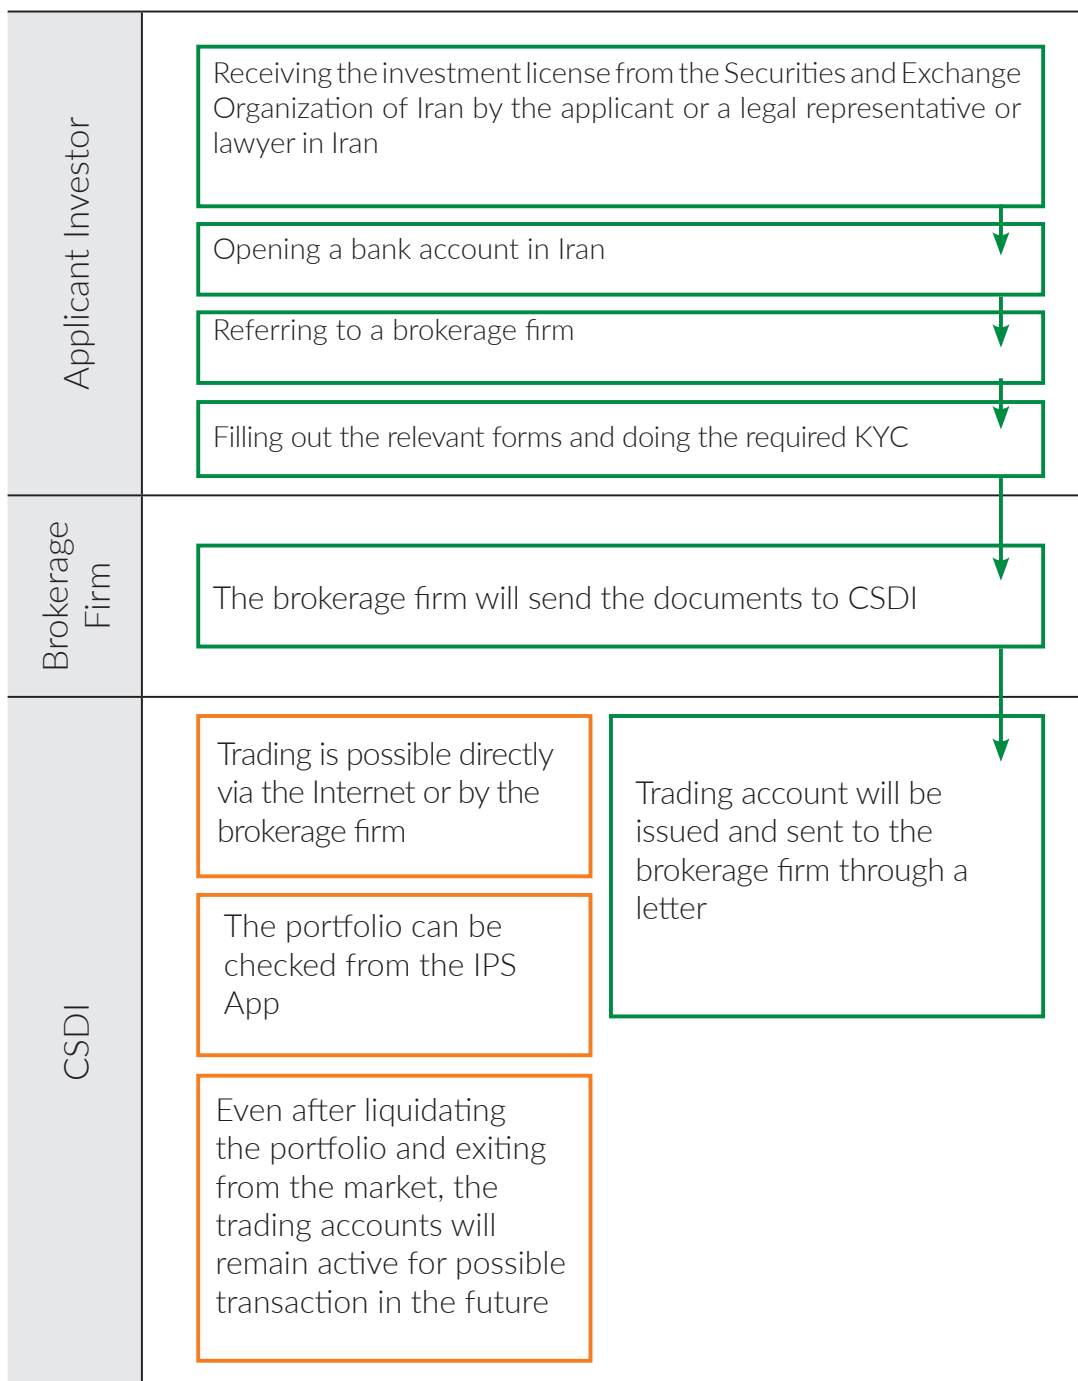 Applicant Investor
Receiving the investment license from the Securities and Exchange
Organization of Iran by the applicant or a legal representative or
lawyer in Iran
Opening a bank account in Iran
Referring to a brokerage firm
Filling out the relevant forms and doing the required KYC
Brokerage
Firm
The brokerage firm will send the documents to CSDI
CSDI
Trading is possible directly
via the Internet or by the
brokerage firm
The portfolio can be
checked from the IPS
App
Even after liquidating
the portfolio and exiting
from the market, the
trading accounts will
remain active for possible
transaction in the future
Trading account will be
issued and sent to the
brokerage firm through a
letter